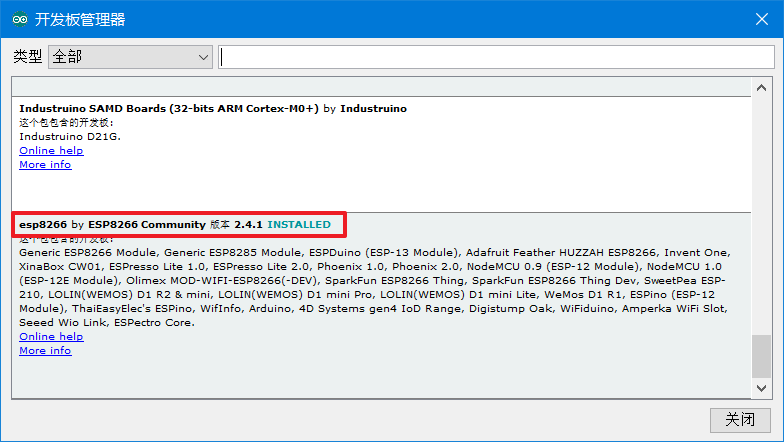 开发板管理器
类型 全部
Industruino SAMD Boards (32-bits ARM Cortex-M0+) by Industruino
这个包包含的开发板:
Industruino D21G.
Online help
More info
esp8266 by ESP8266 Community 版本 2.4.1 INSTALLED
这个包包含的开发板:
Generic ESP8266 Module, Generic ESP8285 Module, ESPDuino (ESP-13 Module), Adafruit Feather HUZZAH ESP8266, Invent One,
XinaBox CW01, ESPresso Lite 1.0, ESPresso Lite 2.0, Phoenix 1.0, Phoenix 2.0, NodeMCU 0.9 (ESP-12 Module), NodeMCU 1.0
(ESP-12E Module), Olimex MOD-WIFI-ESP8266(-DEV), SparkFun ESP8266 Thing, SparkFun ESP8266 Thing Dev, SweetPea ESP-
210, LOLIN(WEMOS) D1 R2 & mini, LOLIN(WEMOS) D1 mini Pro, LOLIN(WEMOS) D1 mini Lite, WeMos D1 R1, ESPino (ESP-12
Module), ThaiEasyElec's ESPino, WifInfo, Arduino, 4D Systems gen4 IoD Range, Digistump Oak, WiFiduino, Amperka WiFi Slot,
Seeed Wio Link, ESPectro Core.
Online help
More info
关闭